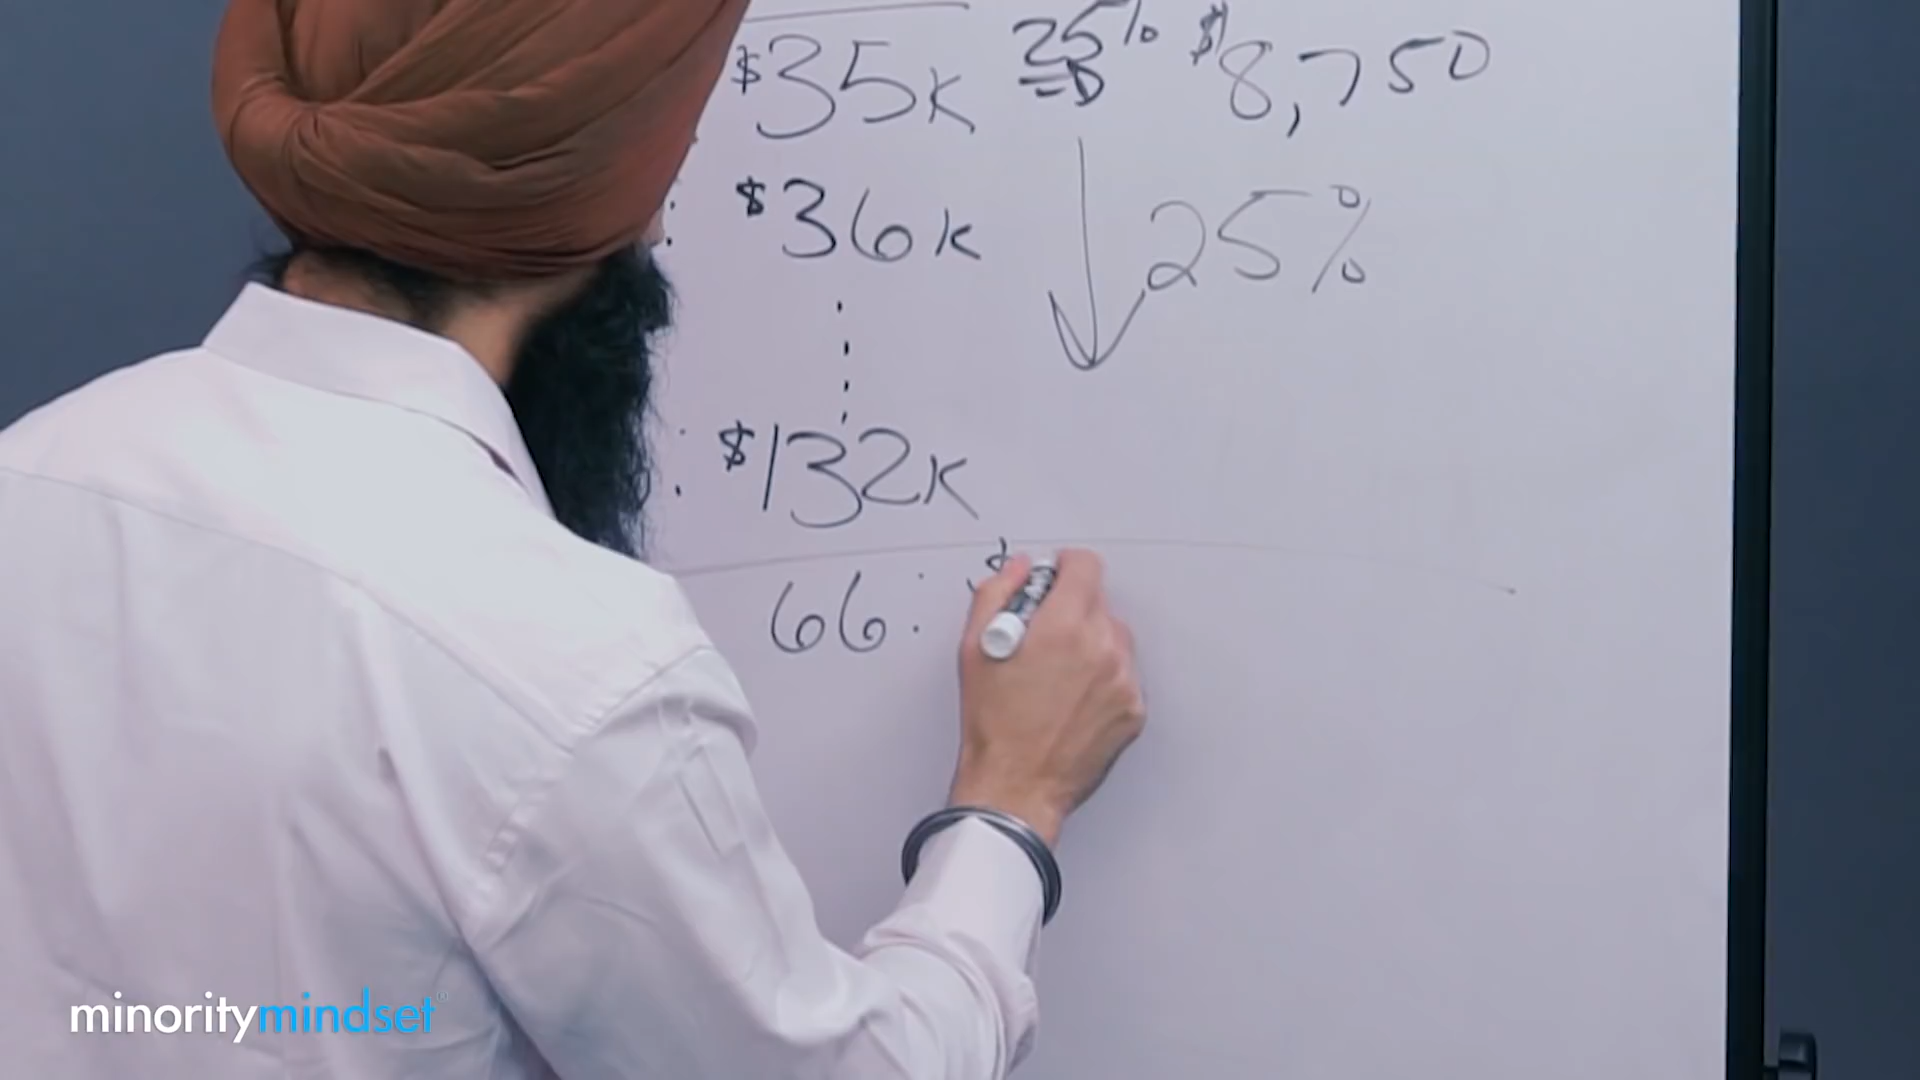 $35K 25% $8,750
: $36K 25%
: $132K
66: $
minoritymindset